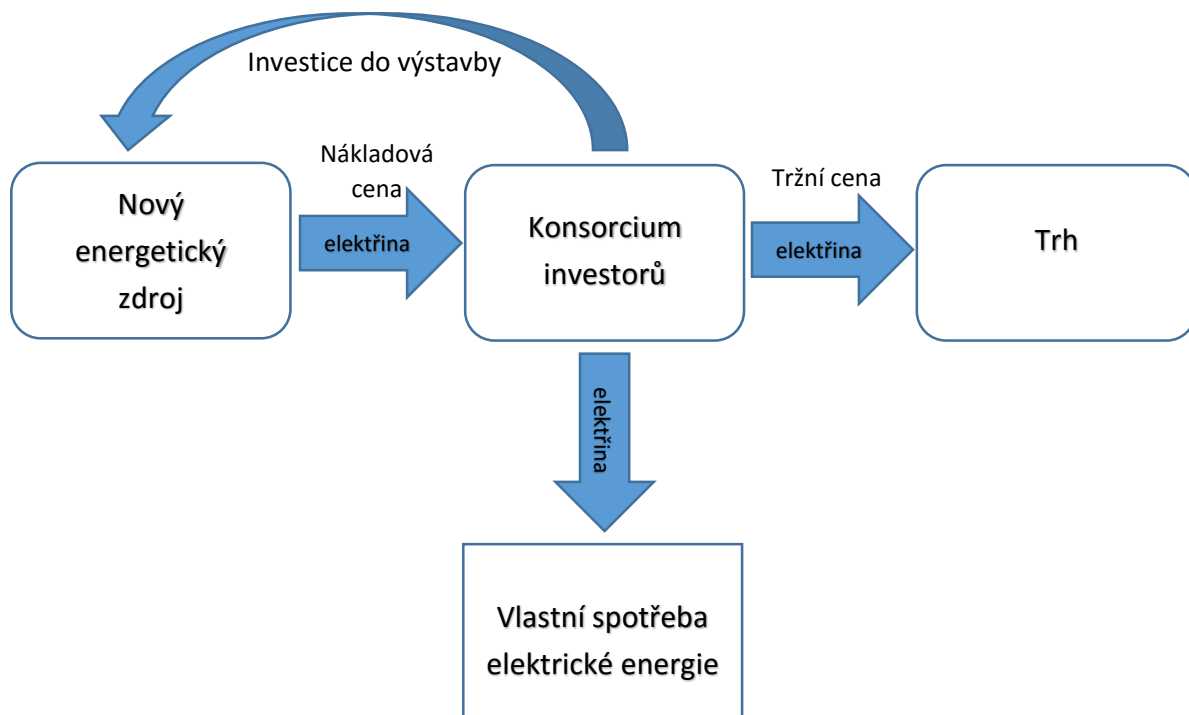 Investice do výstavby
Nákladová
cena
Tržní cena
Nový
energetický
zdroj
elektřina
Konsorcium
investorů
elektřina
Trh
elektřina
Vlastní spotřeba
elektrické energie